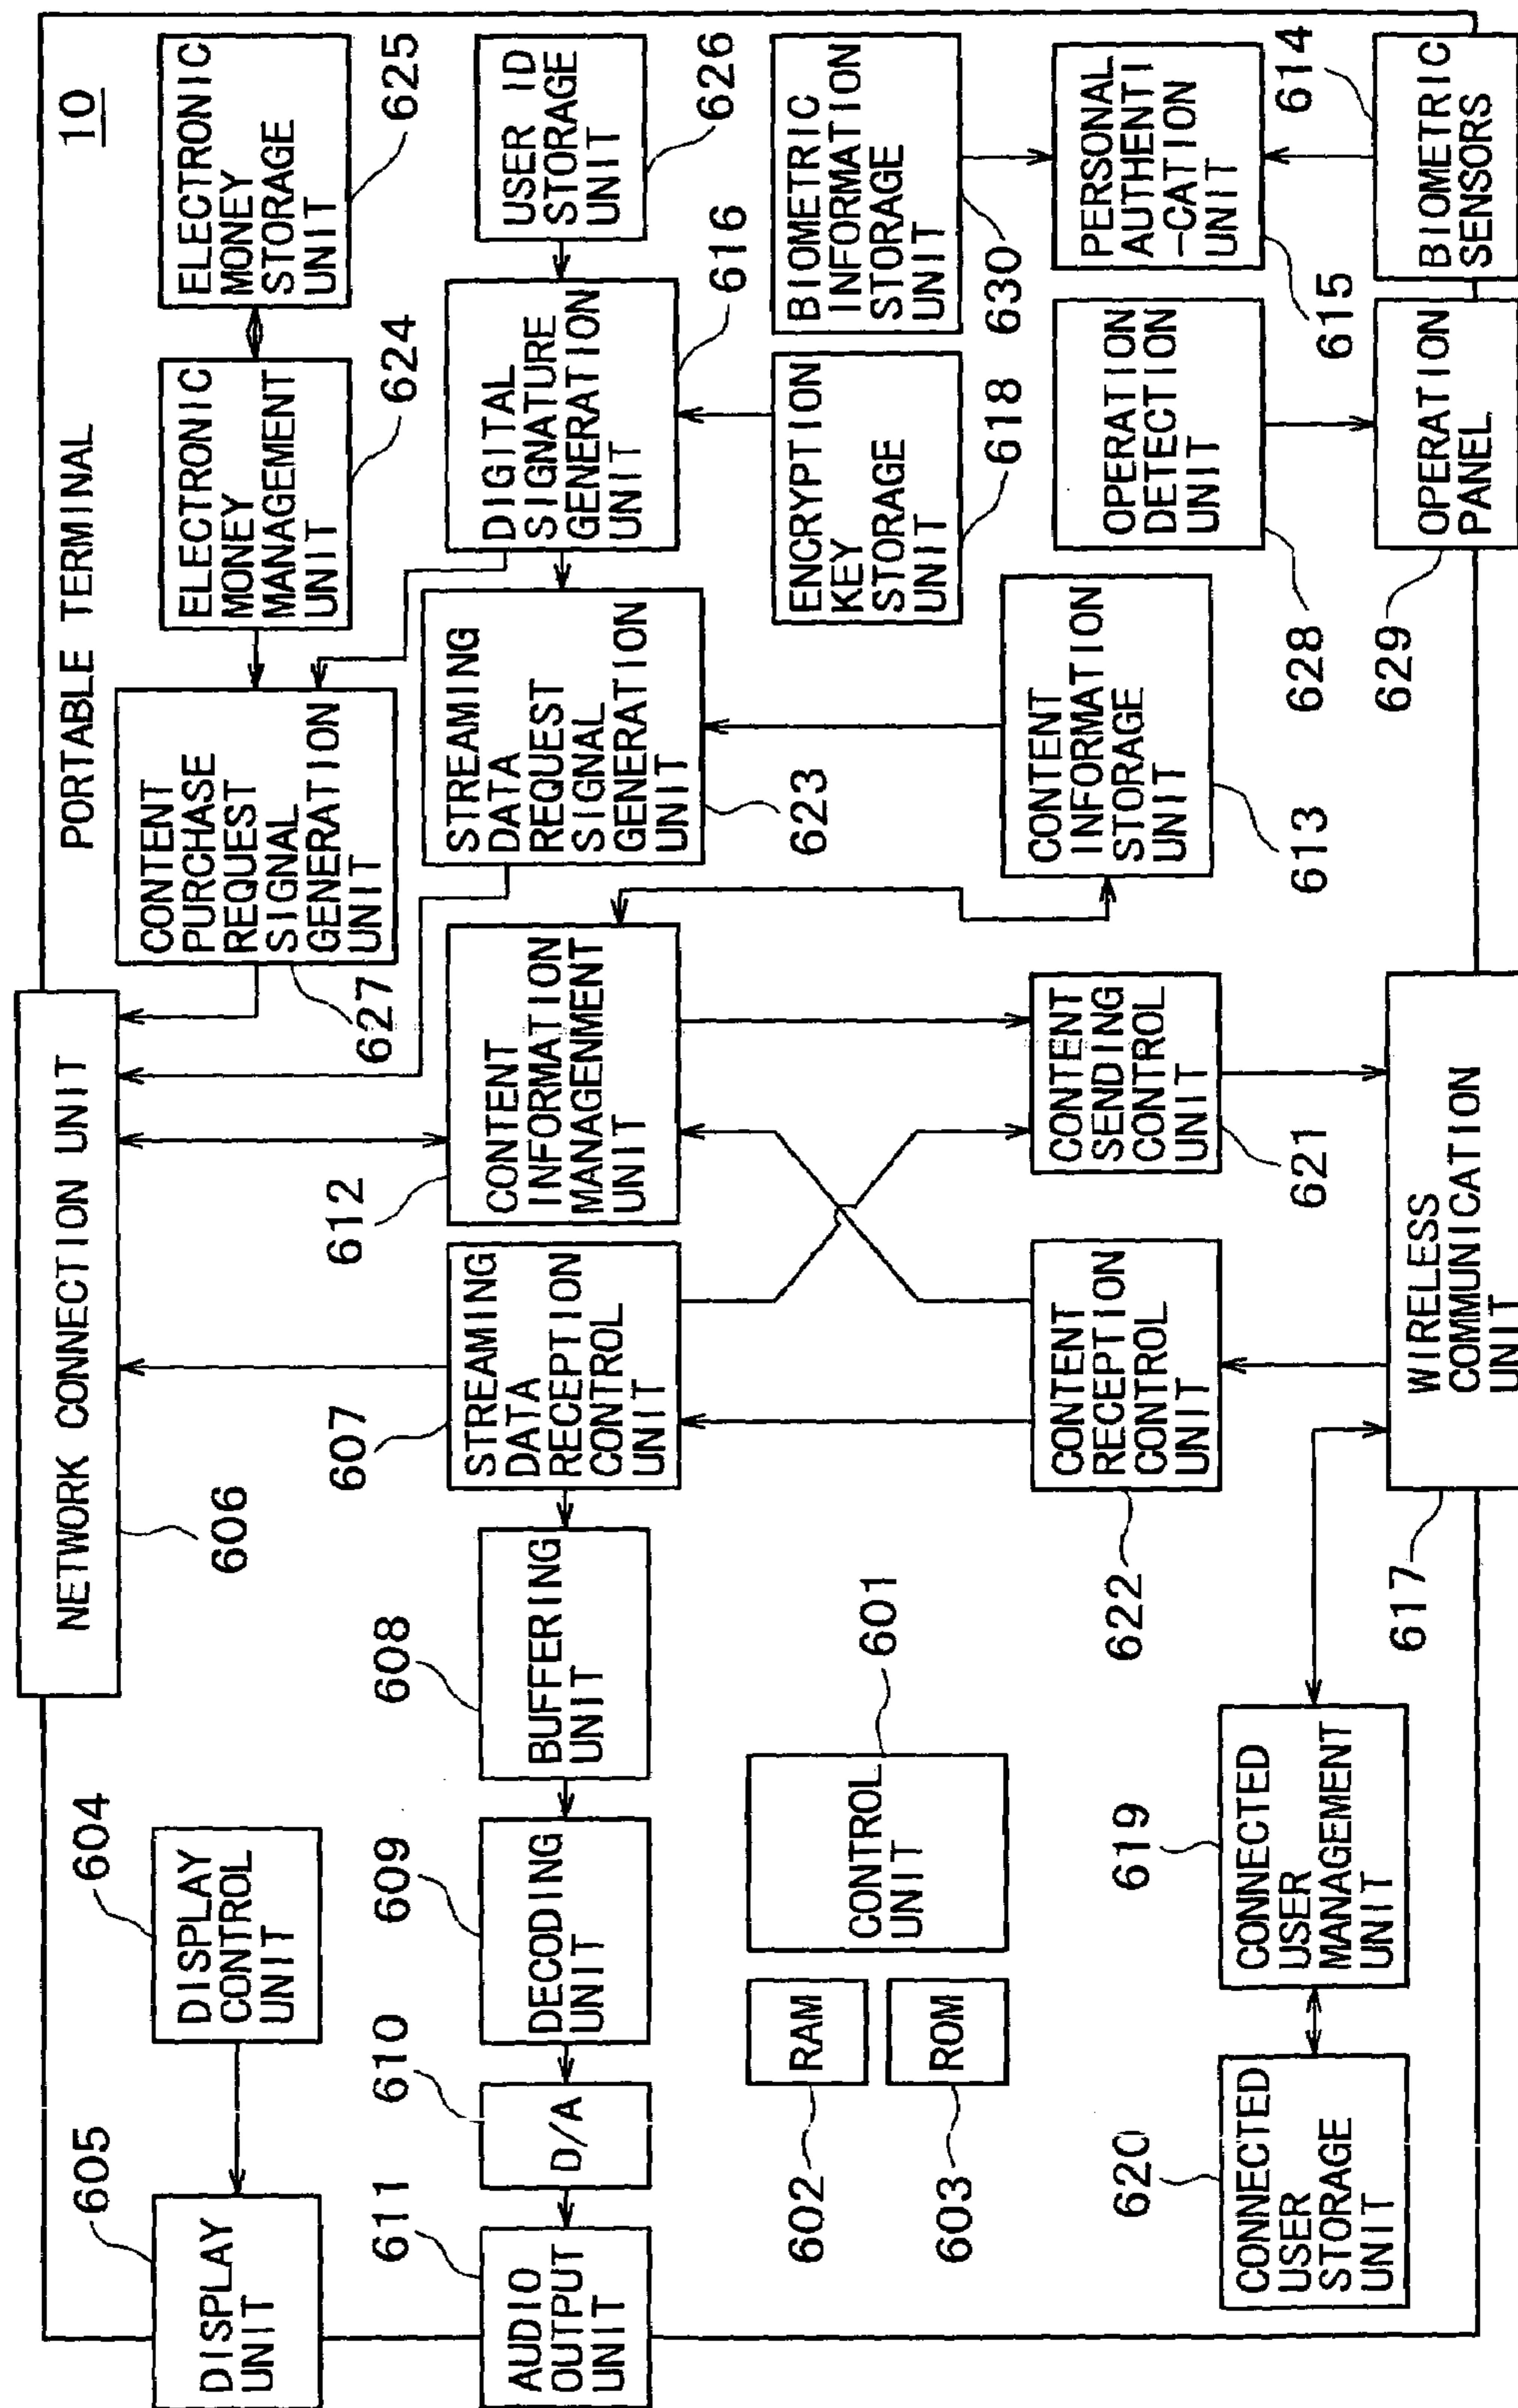 10
PORTABLE TERMINAL
NETWORK CONNECTION UNIT
606
DISPLAY
UNIT
605
DISPLAY
CONTROL
UNIT
604
CONTENT
PURCHASE
REQUEST
SIGNAL
GENERATION
UNIT
627
ELECTRONIC
MONEY
MANAGEMENT
UNIT
624
ELECTRONIC
MONEY
STORAGE
UNIT
625
AUDIO
OUTPUT
UNIT
611
D/A
610
DECODING
UNIT
609
BUFFERING
UNIT
608
STREAMING
DATA
RECEPTION
CONTROL
UNIT
607
CONTENT
INFORMATION
MANAGENMENT
UNIT
612
STREAMING
DATA
REQUEST
SIGNAL
GENERATION
UNIT
623
DIGITAL
SIGNATURE
GENERATION
UNIT
616
USER ID
STORAGE
UNIT
626
RAM
602
ROM
603
CONTROL
UNIT
601
ENCRYPTION
KEY
STORAGE
UNIT
618
BIOMETRIC
INFORMATION
STORAGE
UNIT
630
CONTENT
RECEPTION
CONTROL
UNIT
622
CONTENT
SENDING
CONTROL
UNIT
621
CONTENT
INFORMATION
STORAGE
UNIT
613
OPERATION
DETECTION
UNIT
628
PERSONAL
AUTHENTI
-CATION
UNIT
615
CONNECTED
USER
STORAGE
UNIT
620
CONNECTED
USER
MANAGEMENT
UNIT
619
WIRELESS
COMMUNICATION
UNIT
617
OPERATION
PANEL
629
BIOMETRIC
SENSORS
614